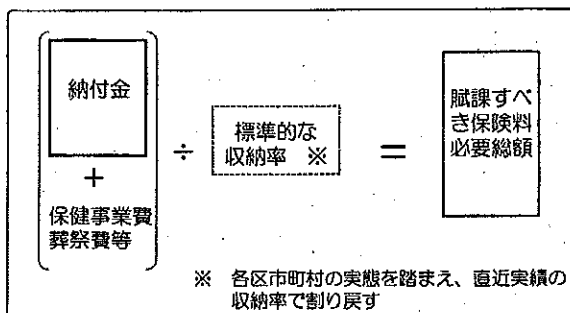 納付金
+
保健事業費
葬祭費等
÷
標準的な
収納率 ※
=
賦課すべ
き保険料
必要総額
※ 各区市町村の実態を踏まえ、直近実績の
収納率で割り戻す